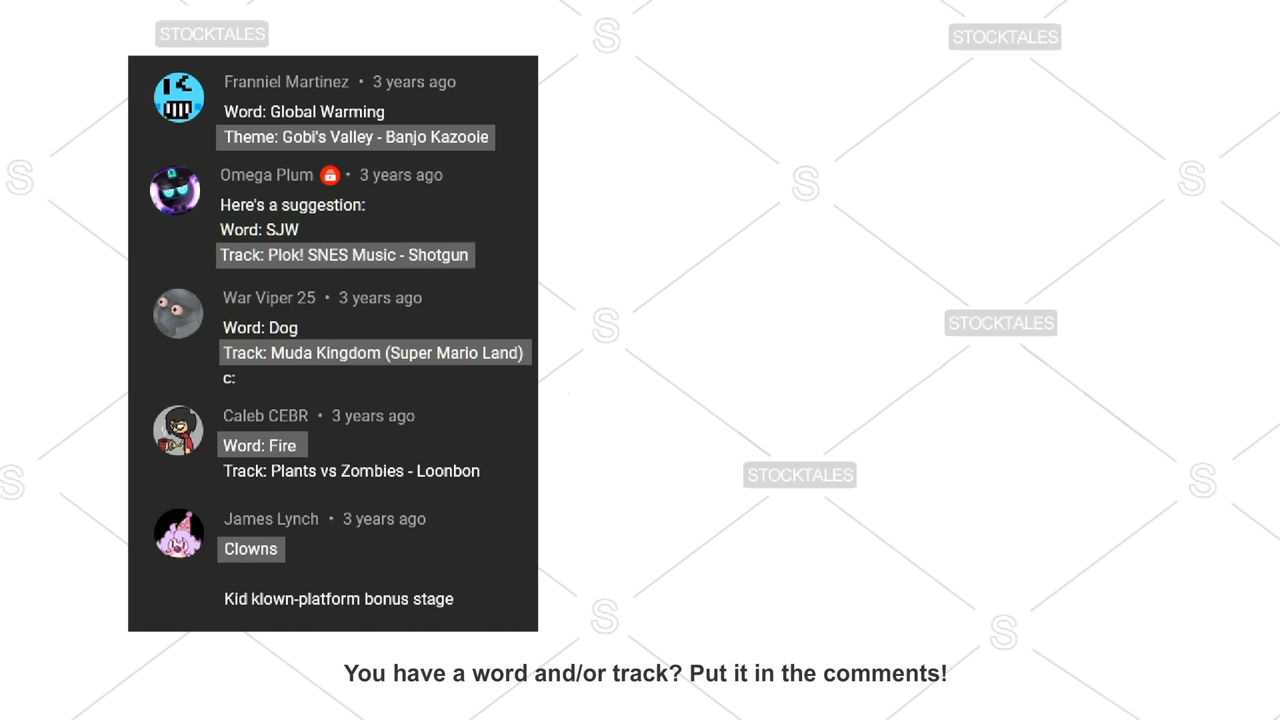 STOCKTALES
S
STOCKTALES
Franniel Martinez • 3 years ago
Word: Global Warming
Theme: Gobi's Valley - Banjo Kazooie
S
S
S
Omega Plum • 3 years ago
Here's a suggestion:
Word: SJW
Track: Plok! SNES Music - Shotgun
War Viper 25 • 3 years ago
Word: Dog
Track: Muda Kingdom (Super Mario Land)
c:
S
STOCKTALES
Caleb CEBR • 3 years ago
Word: Fire
Track: Plants vs Zombies - Loonbon
S
STOCKTALES
S
James Lynch • 3 years ago
Clowns
Kid klown-platform bonus stage
S
S
You have a word and/or track? Put it in the comments!